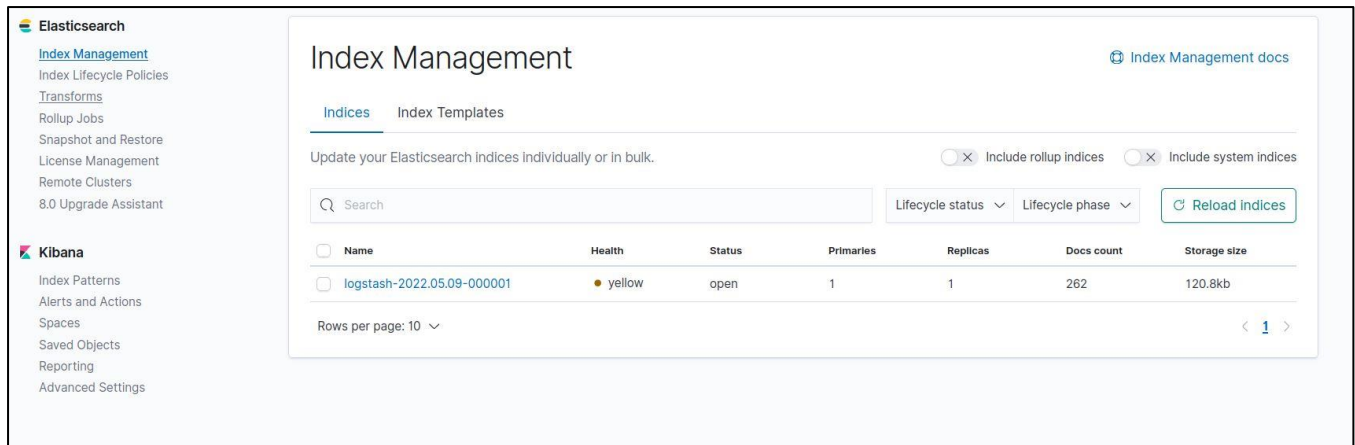 Elasticsearch
Index Management
Index Lifecycle Policies
Transforms
Rollup Jobs
Snapshot and Restore
License Management
Remote Clusters
8.0 Upgrade Assistant
Kibana
Index Patterns
Alerts and Actions
Spaces
Saved Objects
Reporting
Advanced Settings
Index Management
Index Management docs
Indices Index Templates
Update your Elasticsearch indices individually or in bulk. Include rollup indices Include system indices
Search Lifecycle status Lifecycle phase Reload indices
Name Health Status Primaries Replicas Docs count Storage size
logstash-2022.05.09-000001 yellow open 1 1 262 120.8kb
Rows per page: 10 < 1 >